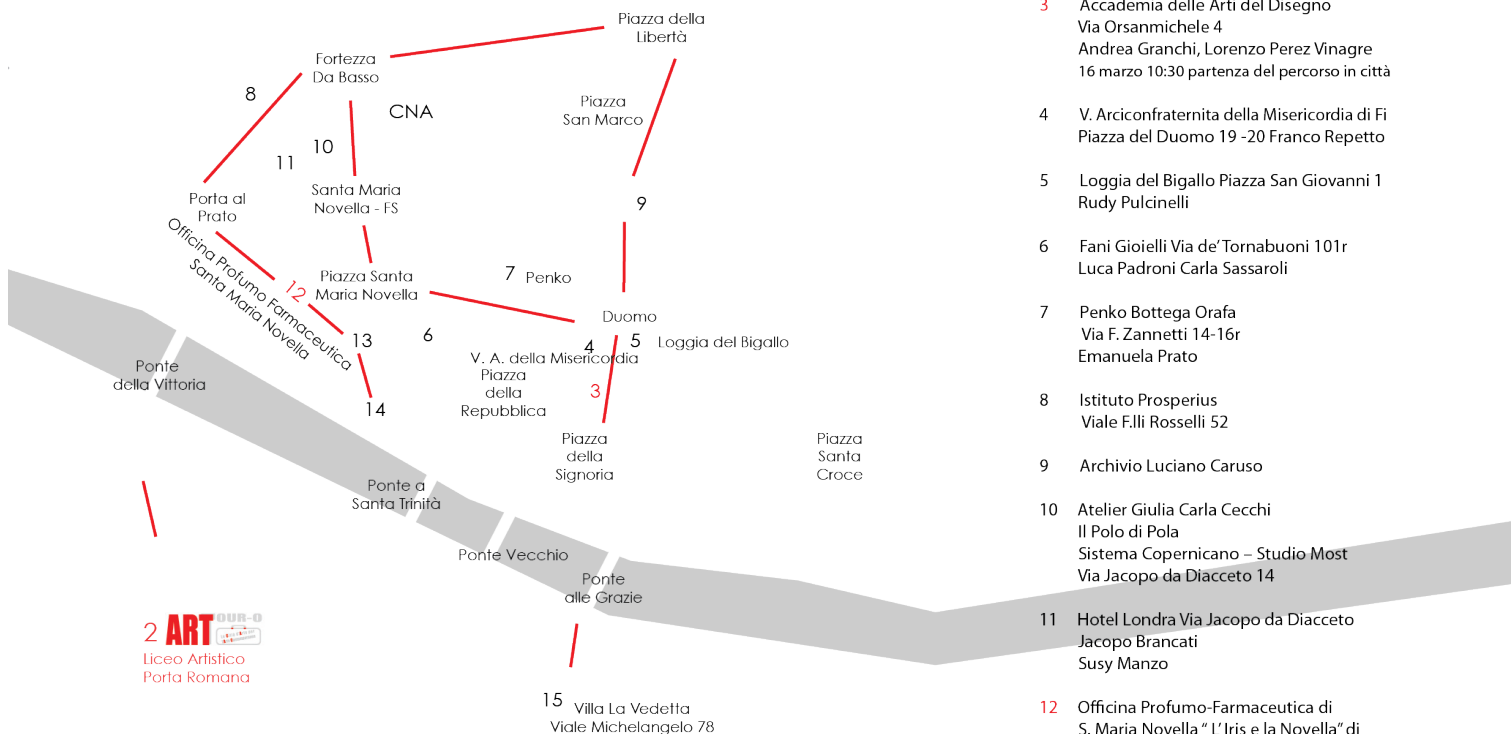 Piazza della
Libertà
Fortezza
Da Basso
8
CNA
Piazza
San Marco
10
11
Santa Maria
Novella - FS
Porta al
Prato
9
Officina Profumo Farmaceutica
Santa Maria Novella
12
Piazza Santa
Maria Novella
7 Penko
Duomo
13
6
4
5 Loggia del Bigallo
V. A. della Misericordia
Piazza
della
Repubblica
3
14
Ponte
della Vittoria
Piazza
della
Signoria
Piazza
Santa
Croce
Ponte a
Santa Trinità
Ponte Vecchio
Ponte
alle Grazie
2 ART TOUR-O
Liceo Artistico
Porta Romana
15 Villa La Vedetta
Viale Michelangelo 78
3 Accademia delle Arti del Disegno
Via Orsanmichele 4
Andrea Granchi, Lorenzo Perez Vinagre
16 marzo 10:30 partenza del percorso in città
4 V. Arciconfraternita della Misericordia di Fi
Piazza del Duomo 19 -20 Franco Repetto
5 Loggia del Bigallo Piazza San Giovanni 1
Rudy Pulcinelli
6 Fani Gioielli Via de' Tornabuoni 101r
Luca Padroni Carla Sassaroli
7 Penko Bottega Orafa
Via F. Zannetti 14-16r
Emanuela Prato
8 Istituto Prosperius
Viale F.lli Rosselli 52
9 Archivio Luciano Caruso
10 Atelier Giulia Carla Cecchi
Il Polo di Pola
Sistema Copernicano – Studio Most
Via Jacopo da Diacceto 14
11 Hotel Londra Via Jacopo da Diacceto
Jacopo Brancati
Susy Manzo
12 Officina Profumo-Farmaceutica di
S. Maria Novella “ L' Iris e la Novella” di